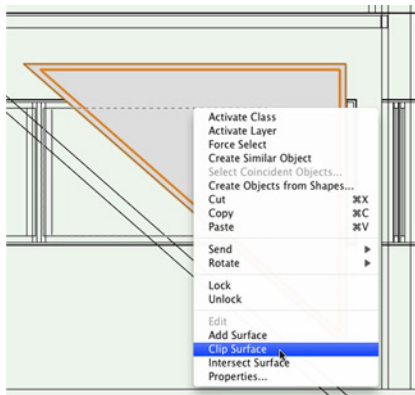 Activate Class
Activate Layer
Force Select
Create Similar Object
Select Coincident Objects...
Create Objects from Shapes...
Cut ⌘X
Copy ⌘C
Paste ⌘V
Send ▶
Rotate ▶
Lock
Unlock
Edit
Add Surface
Clip Surface
Intersect Surface
Properties...